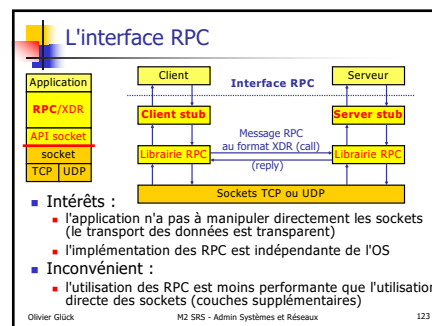 L'interface RPC
Application
RPC/XDR
API socket
socket
TCP UDP
Client
Interface RPC
Serveur
Client stub
Server stub
Message RPC
au format XDR (call)
Librairie RPC
(reply)
Librairie RPC
Sockets TCP ou UDP
Intérêts :
l'application n'a pas à manipuler directement les sockets
(le transport des données est transparent)
l'implémentation des RPC est indépendante de l'OS
Inconvénient :
l'utilisation des RPC est moins performante que l'utilisation
directe des sockets (couches supplémentaires)
Olivier Glück M2 SRS - Admin Systèmes et Réseaux 123